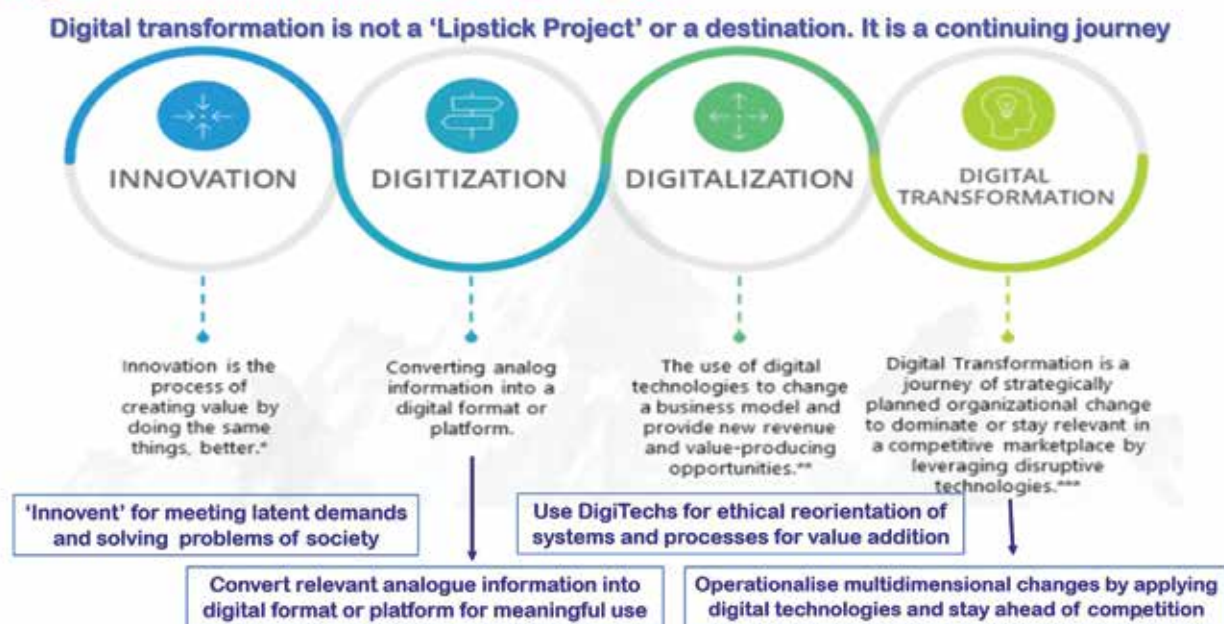 Digital transformation is not a 'Lipstick Project' or a destination. It is a continuing journey
INNOVATION
DIGITIZATION
DIGITALIZATION
DIGITAL
TRANSFORMATION
Innovation is the
process of
creating value by
doing the same
things, better.*
Converting analog
information into a
digital format or
platform.
The use of digital
technologies to change
a business model and
provide new revenue
and value-producing
opportunities.**
Digital Transformation is a
journey of strategically
planned organizational change
to dominate or stay relevant in
a competitive marketplace by
leveraging disruptive
technologies.***
'Innovent' for meeting latent demands
and solving problems of society
Use DigiTechs for ethical reorientation of
systems and processes for value addition
Convert relevant analogue information into
digital format or platform for meaningful use
Operationalise multidimensional changes by applying
digital technologies and stay ahead of competition